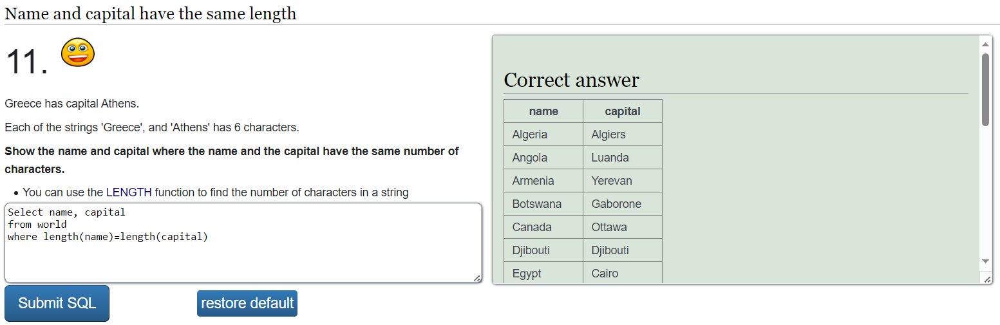 Name and capital have the same length
11.
Greece has capital Athens.
Each of the strings 'Greece', and 'Athens' has 6 characters.
Show the name and capital where the name and the capital have the same number of
characters.
• You can use the LENGTH function to find the number of characters in a string
Select name, capital
from world
where length(name)=length(capital)
Submit SQL
restore default
Correct answer
name capital
Algeria Algiers
Angola Luanda
Armenia Yerevan
Botswana Gaborone
Canada Ottawa
Djibouti Djibouti
Egypt Cairo